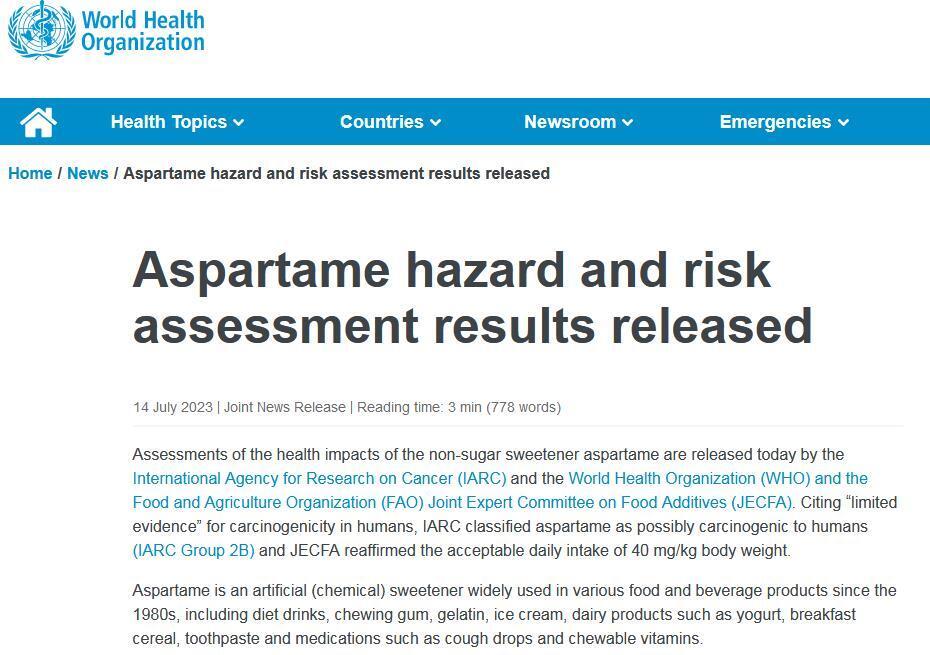 World Health
Organization
Health Topics
Countries
Newsroom
Emergencies
Home / News / Aspartame hazard and risk assessment results released
Aspartame hazard and risk
assessment results released
14 July 2023 | Joint News Release | Reading time: 3 min (778 words)
Assessments of the health impacts of the non-sugar sweetener aspartame are released today by the
International Agency for Research on Cancer (IARC) and the World Health Organization (WHO) and the
Food and Agriculture Organization (FAO) Joint Expert Committee on Food Additives (JECFA). Citing “limited
evidence” for carcinogenicity in humans, IARC classified aspartame as possibly carcinogenic to humans
(IARC Group 2B) and JECFA reaffirmed the acceptable daily intake of 40 mg/kg body weight.
Aspartame is an artificial (chemical) sweetener widely used in various food and beverage products since the
1980s, including diet drinks, chewing gum, gelatin, ice cream, dairy products such as yogurt, breakfast
cereal, toothpaste and medications such as cough drops and chewable vitamins.